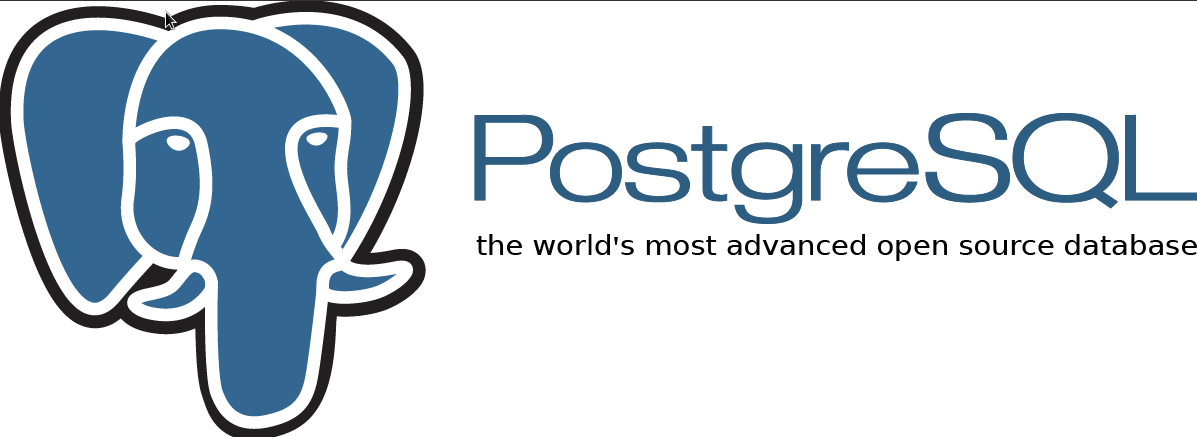 PostgreSQL
the world's most advanced open source database